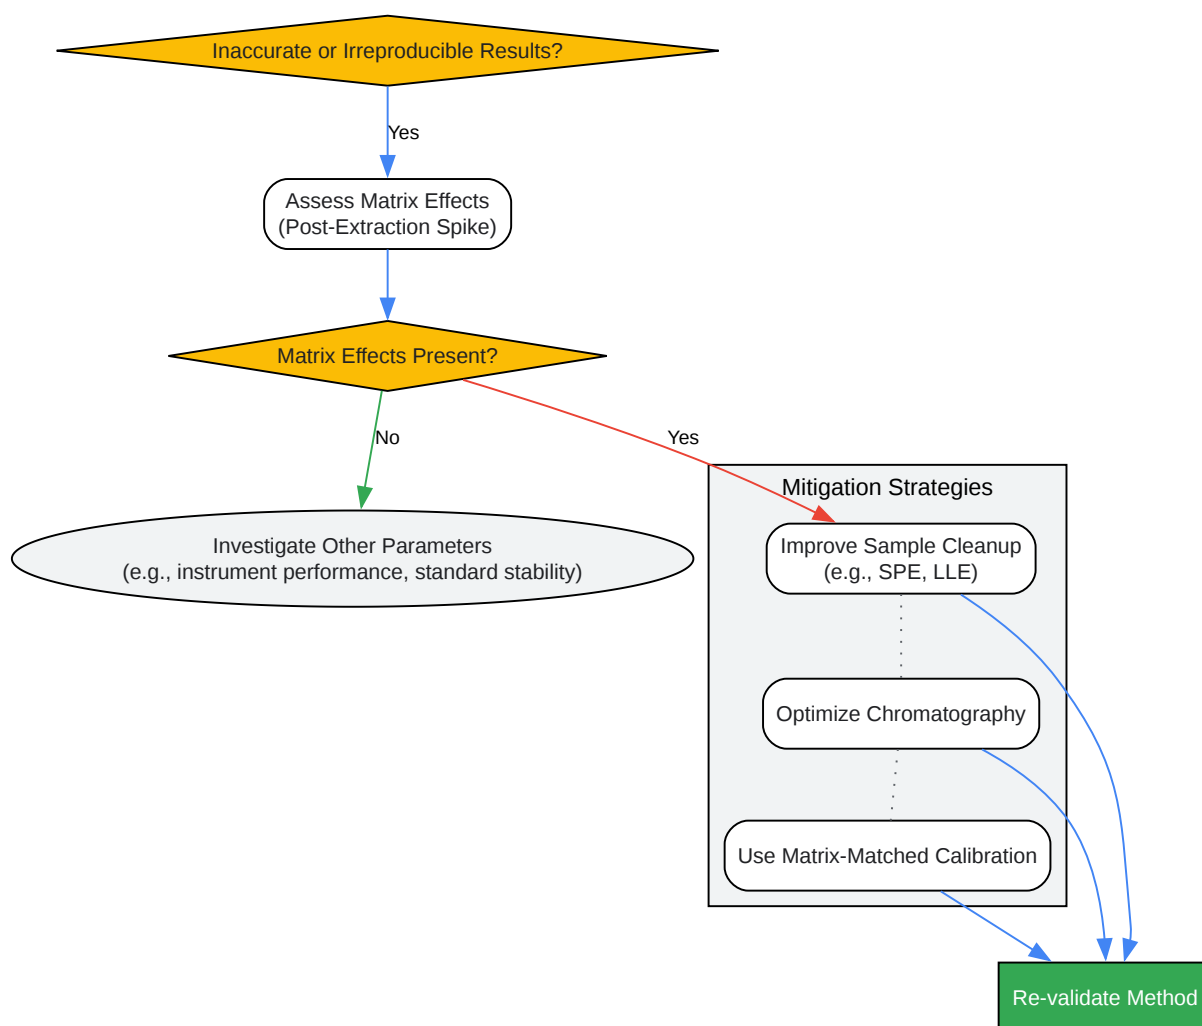 Inaccurate or Irreproducible Results?
Yes
Assess Matrix Effects
(Post-Extraction Spike)
Matrix Effects Present?
No
Yes
Mitigation Strategies
Investigate Other Parameters
(e.g., instrument performance, standard stability)
Improve Sample Cleanup
(e.g., SPE, LLE)
Optimize Chromatography
Use Matrix-Matched Calibration
Re-validate Method